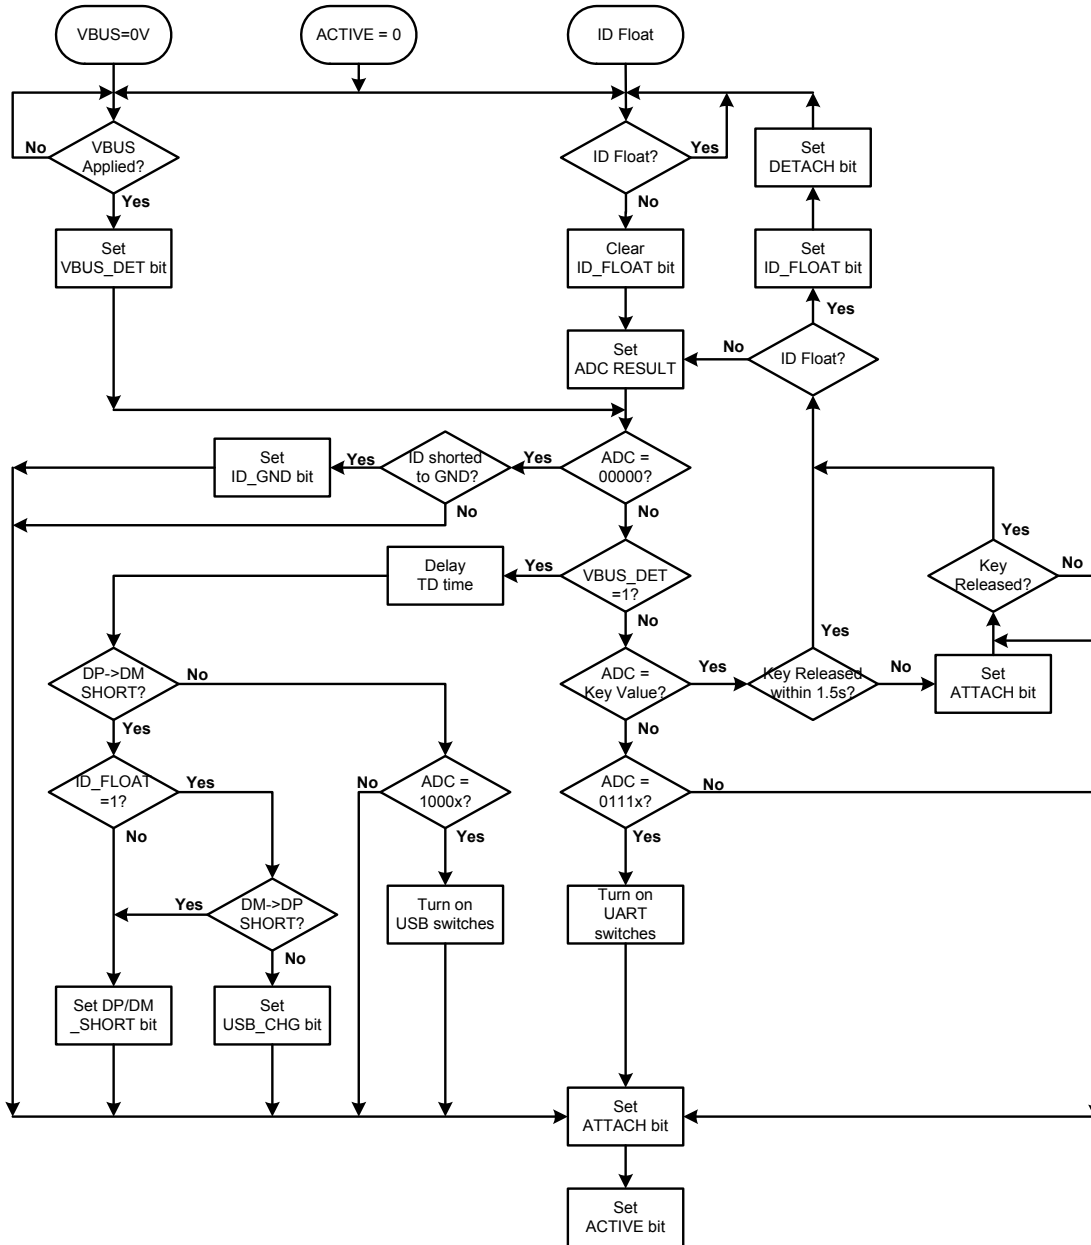 VBUS=0V
ACTIVE = 0
ID Float
No
VBUS
Applied?
Yes
ID Float?
Yes
No
Set
DETACH bit
Set
VBUS_DET bit
Clear
ID_FLOAT bit
Set
ID_FLOAT bit
Yes
Set
ADC RESULT
No
ID Float?
Set
ID_GND bit
Yes
ID shorted
to GND?
No
Yes
ADC =
00000?
No
Delay
TD time
Yes
VBUS_DET
=1?
No
Yes
Key
Released?
No
DP->DM
SHORT?
No
Yes
ADC =
Key Value?
Yes
No
Yes
Key Released
within 1.5s?
No
Set
ATTACH bit
ID_FLOAT
=1?
Yes
No
No
ADC =
1000x?
Yes
ADC =
0111x?
No
Yes
Yes
DM->DP
SHORT?
No
Turn on
USB switches
Turn on
UART
switches
Set DP/DM
_SHORT bit
Set
USB_CHG bit
Set
ATTACH bit
Set
ACTIVE bit